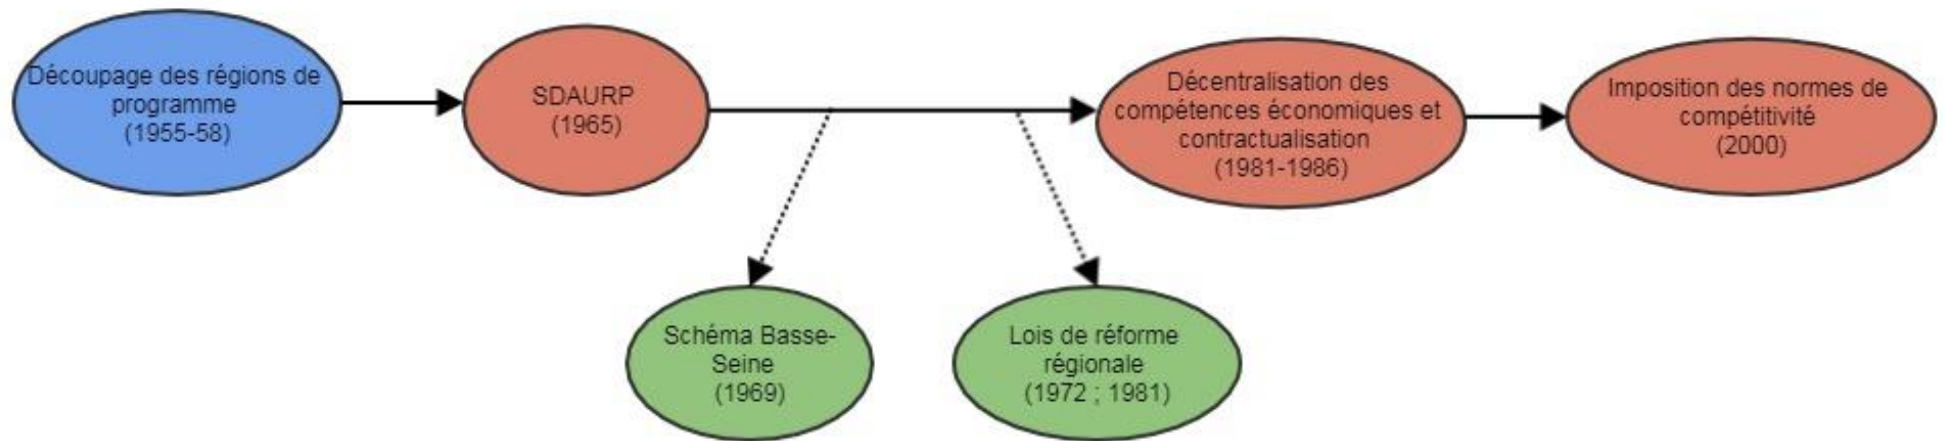 Découpage des régions de
programme
(1955-58)
SDAURP
(1965)
Décentralisation des
compétences économiques et
contractualisation
(1981-1986)
Imposition des normes de
compétitivité
(2000)
Schéma Basse-
Seine
(1969)
Lois de réforme
régionale
(1972 ; 1981)